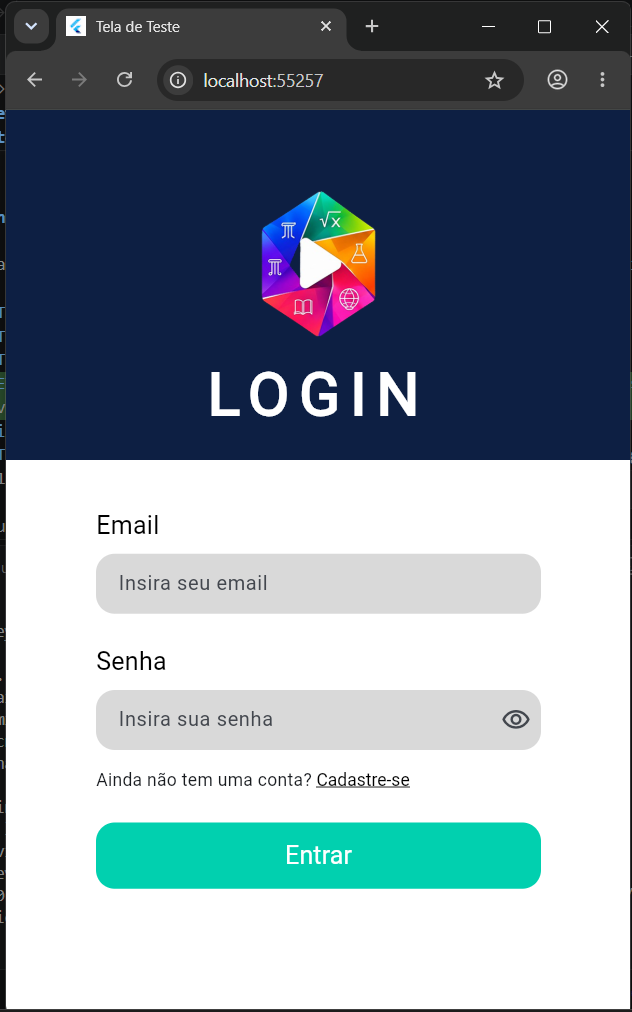 Tela de Teste
localhost:55257
√x
LOGIN
Email
Insira seu email
Senha
Insira sua senha
Ainda não tem uma conta? Cadastre-se
Entrar